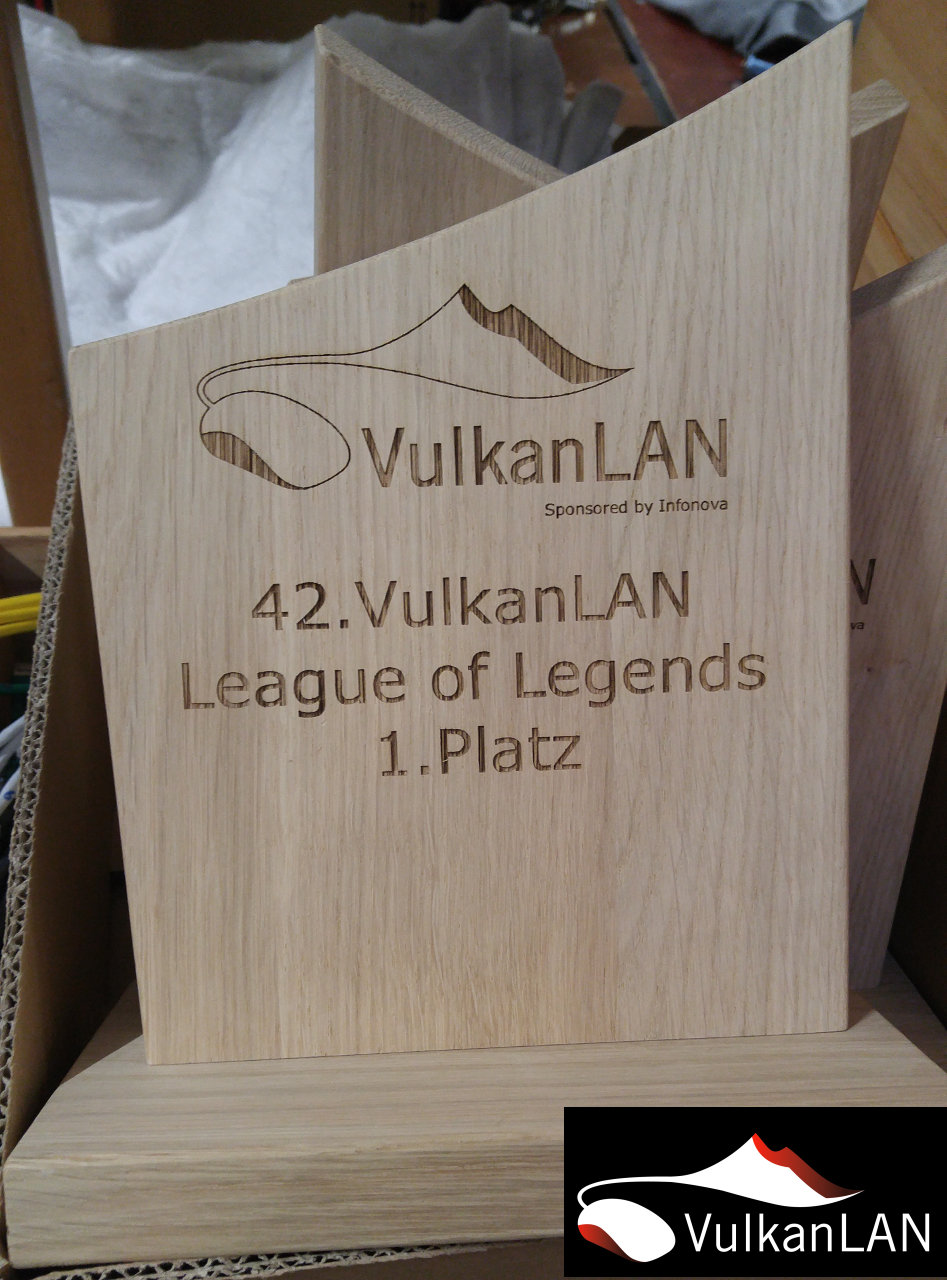 VulkanLAN
Sponsored by Infonova
42.VulkanLAN
League of Legends
1.Platz
VulkanLAN